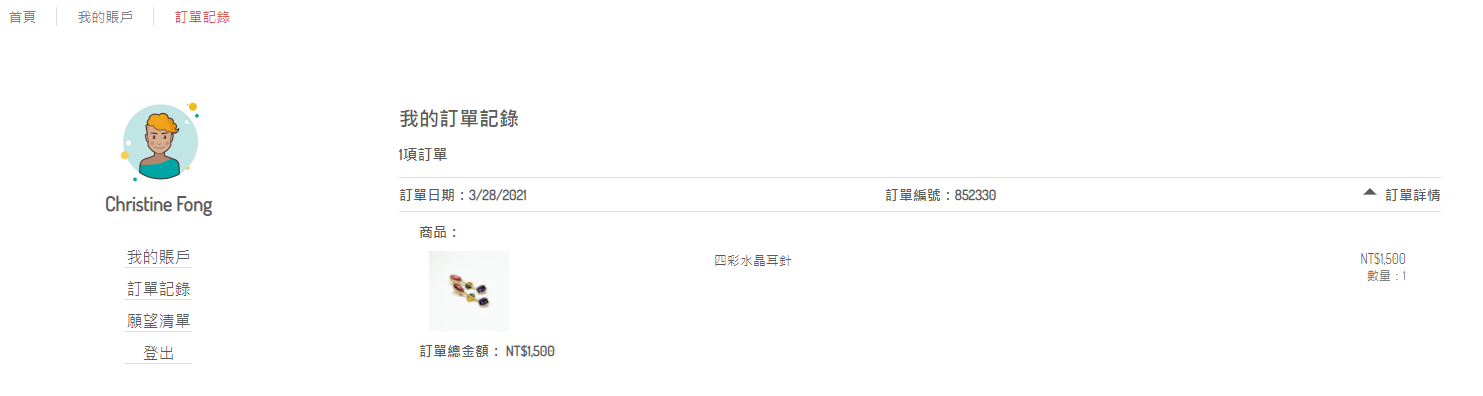 首頁 我的賬戶 訂單記錄
Christine Fong
我的賬戶
訂單記錄
願望清單
登出
我的訂單記錄
1項訂單
訂單日期：3/28/2021 訂單編號：852330 訂單詳情
商品：
四彩水晶耳針 NT$1,500
數量：1
訂單總金額： NT$1,500